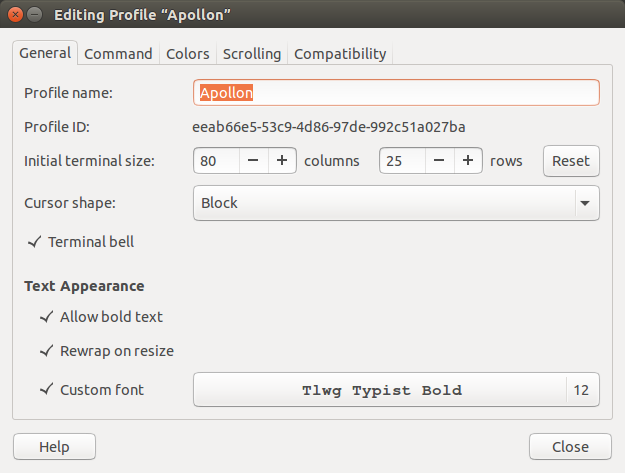 Editing Profile “Apollon”
General Command Colors Scrolling Compatibility
Profile name: Apollon
Profile ID: eeab66e5-53c9-4d86-97de-992c51a027ba
Initial terminal size: 80 columns 25 rows Reset
Cursor shape: Block
Terminal bell
Text Appearance
Allow bold text
Rewrap on resize
Custom font Tlwg Typist Bold 12
Help Close